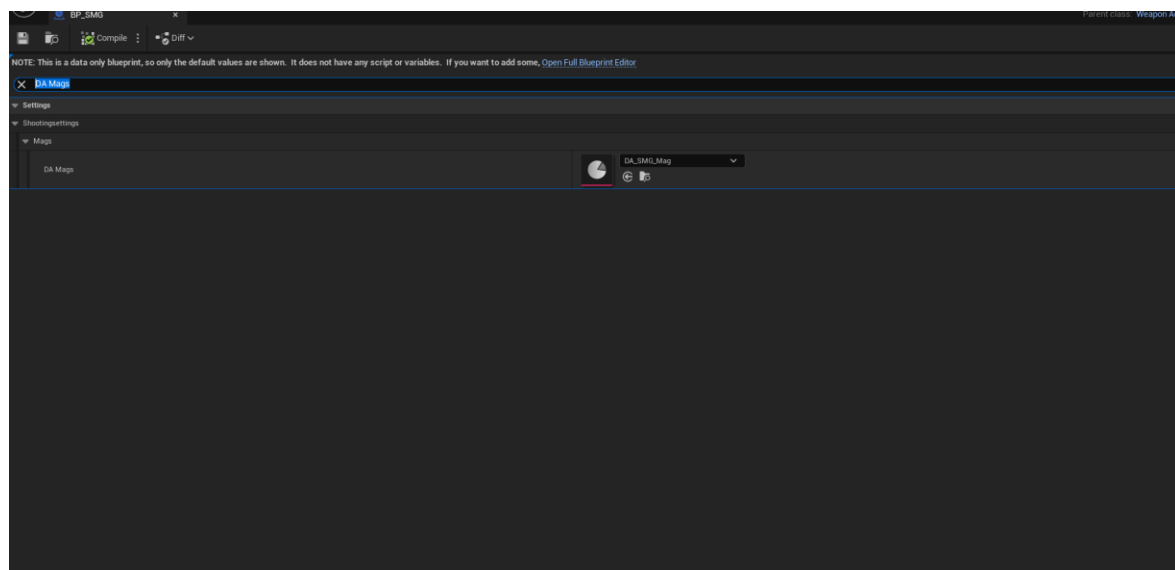 BP_SMG × Parent class: Weapon A
Compile Diff
NOTE: This is a data only blueprint, so only the default values are shown. It does not have any script or variables. If you want to add some, Open Full Blueprint Editor
DA Mags
Settings
Shootingsettings
Mags
DA Mags DA_SMG_Mag